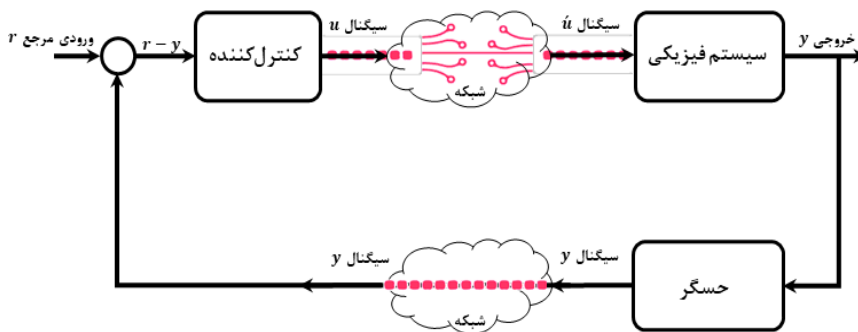 ورودی مرجع r
r − y
کنترل‌کننده
سیگنال u
شبکه
سیگنال ú
سیستم فیزیکی
خروجی y
سیگنال y
شبکه
سیگنال y
حسگر